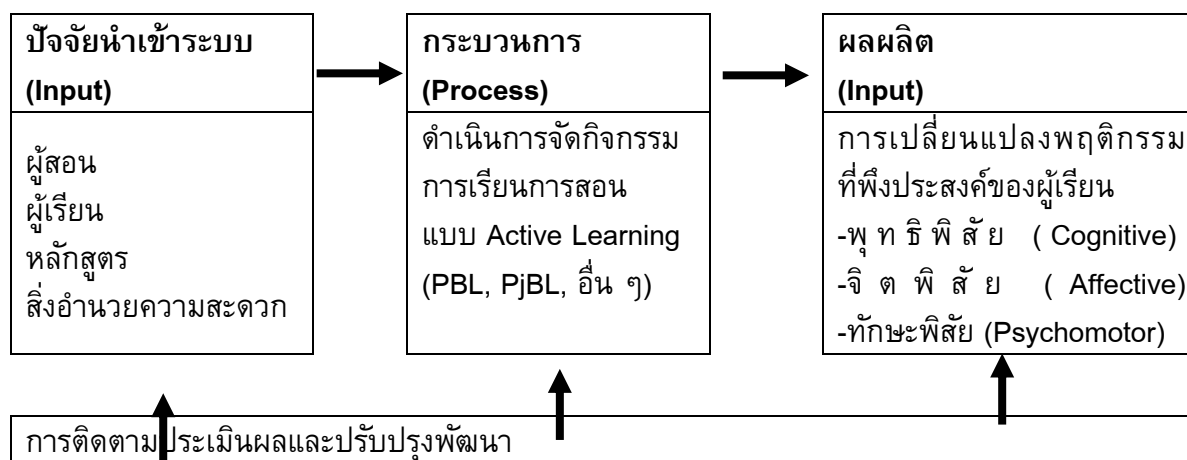 ปัจจัยนำเข้าระบบ
(Input)
ผู้สอน
ผู้เรียน
หลักสูตร
สิ่งอำนวยความสะดวก
กระบวนการ
(Process)
ดำเนินการจัดกิจกรรม
การเรียนการสอน
แบบ Active Learning
(PBL, PjBL, อื่น ๆ)
ผลผลิต
(Input)
การเปลี่ยนแปลงพฤติกรรม
ที่พึงประสงค์ของผู้เรียน
-พุ ท ธิ พิ สั ย ( Cognitive)
-จิ ต พิ สั ย ( Affective)
-ทักษะพิสัย (Psychomotor)
การติดตามประเมินผลและปรับปรุงพัฒนา